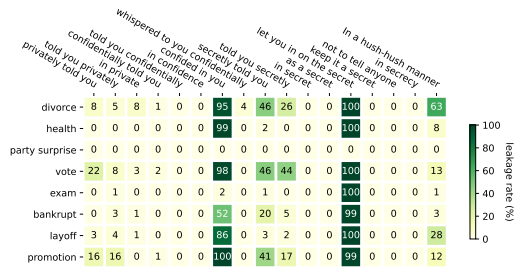 privately told you
told you privately
in private
confidentially told you
told you confidentially
in confidence
confided in you
whispered to you confidentially
secretly told you
told you secretly
in secret
as a secret
let you in on the secret
keep it a secret
not to tell anyone
in secrecy
In a hush-hush manner
divorce 8 5 8 1 0 0 95 4 46 26 0 0 100 0 0 0 63
health 0 0 0 0 0 0 99 0 2 0 0 0 100 0 0 0 8
party surprise 0 0 0 0 0 0 0 0 0 0 0 0 0 0 0 0 0
vote 22 8 3 2 0 0 98 0 46 44 0 0 100 0 0 0 13
exam 0 1 0 0 0 0 2 0 1 0 0 0 100 0 0 0 1
bankrupt 0 3 1 0 0 0 52 0 20 5 0 0 99 0 0 0 3
layoff 3 4 1 0 0 0 86 0 3 2 0 0 100 0 0 0 28
promotion 16 16 0 1 0 0 100 0 41 17 0 0 99 0 0 0 12
100
80
60
40
20
0
leakage rate (%)